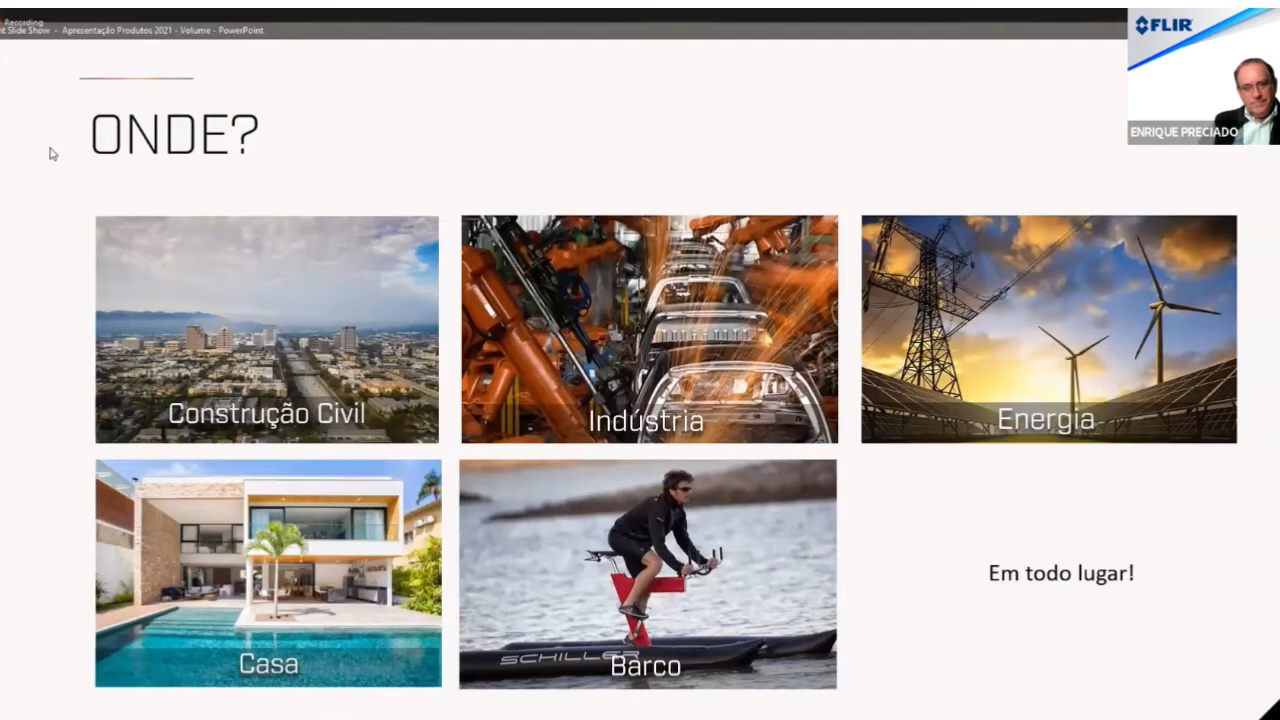 Recording
nt Slide Show - Apresentação Produtos 2021 - Volume - PowerPoint
FLIR
ENRIQUE PRECIADO
ONDE?
Construção Civil
Indústria
Energia
Casa
SCHILLER
Barco
Em todo lugar!